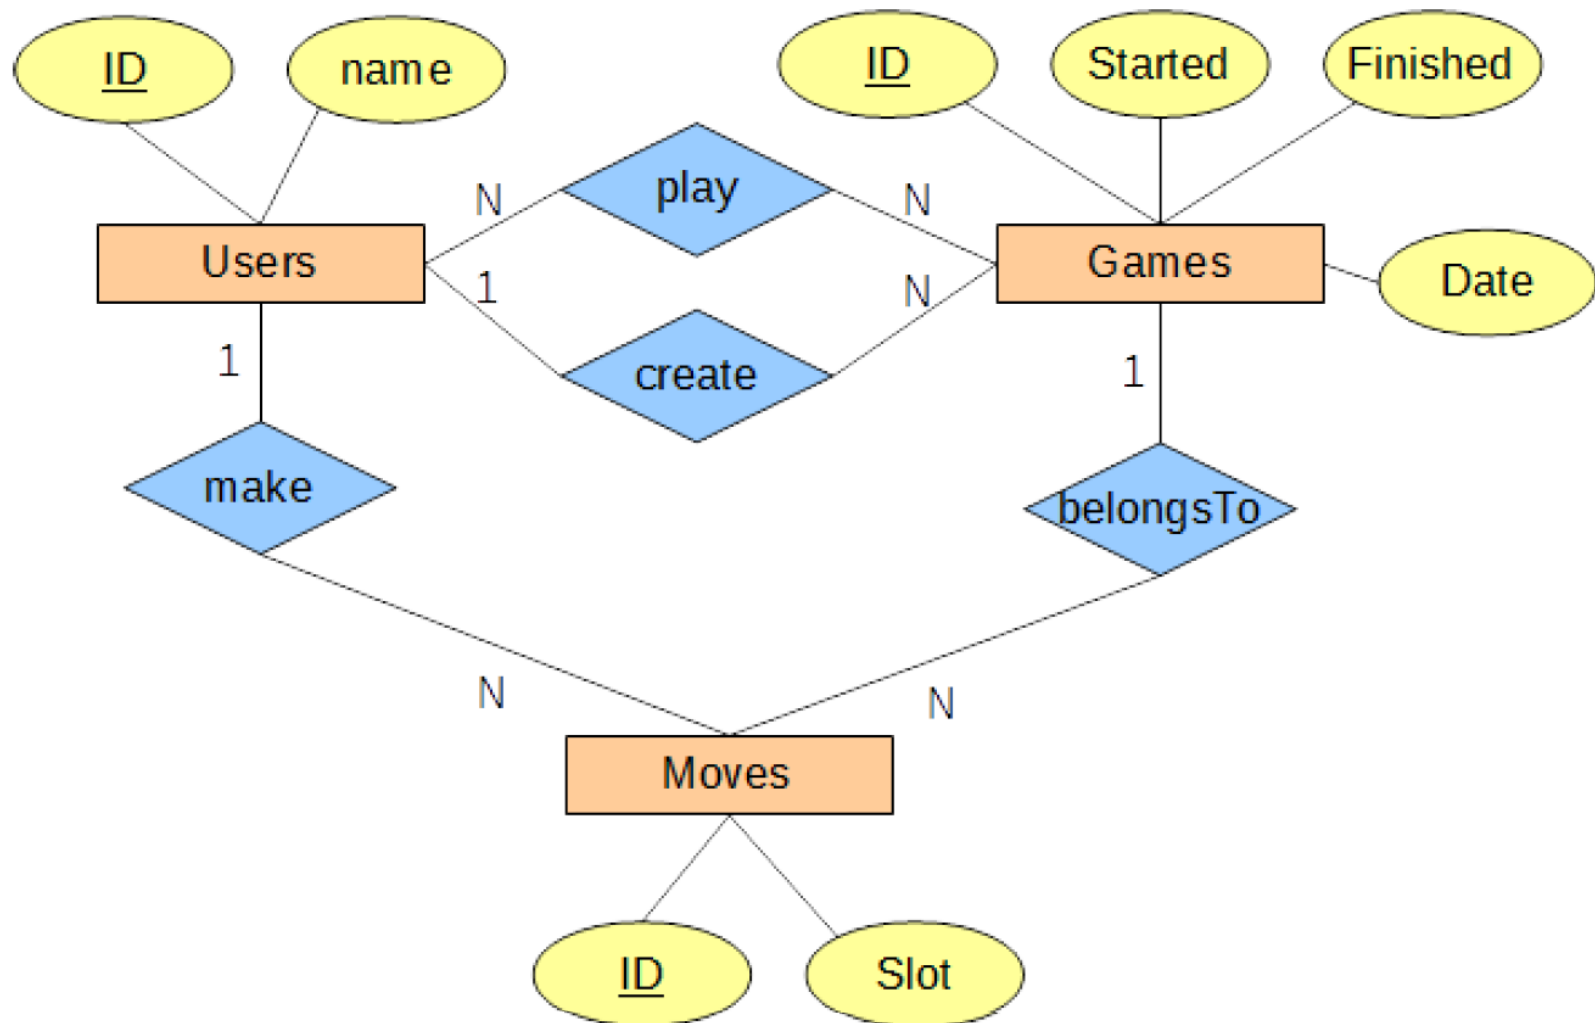 ID
name
ID
Started
Finished
N
play
N
Users
Games
Date
1
N
create
1
1
make
belongsTo
N
N
Moves
ID
Slot